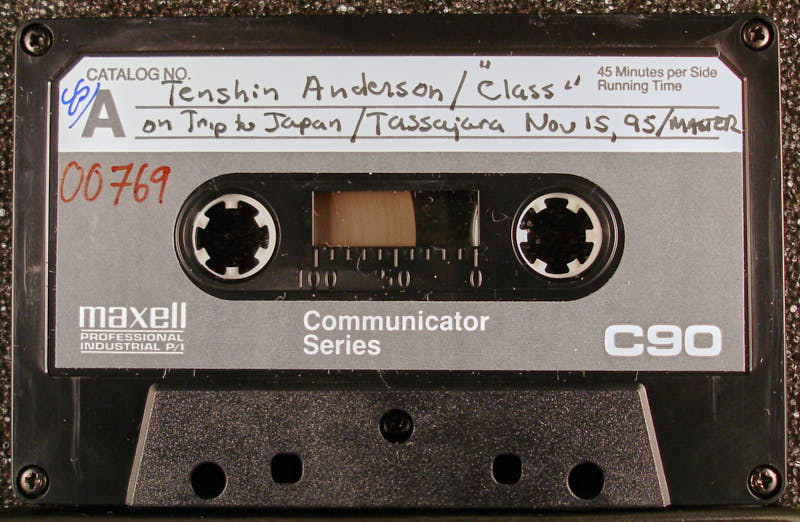 CATALOG NO.
Tenshin Anderson / "Class"
45 Minutes per Side
Running Time
A
on Trip to Japan / Tassajara Nov 15, 95 / MASTER
00769
100 50 0
maxell
PROFESSIONAL
INDUSTRIAL P/I
Communicator
Series
C90